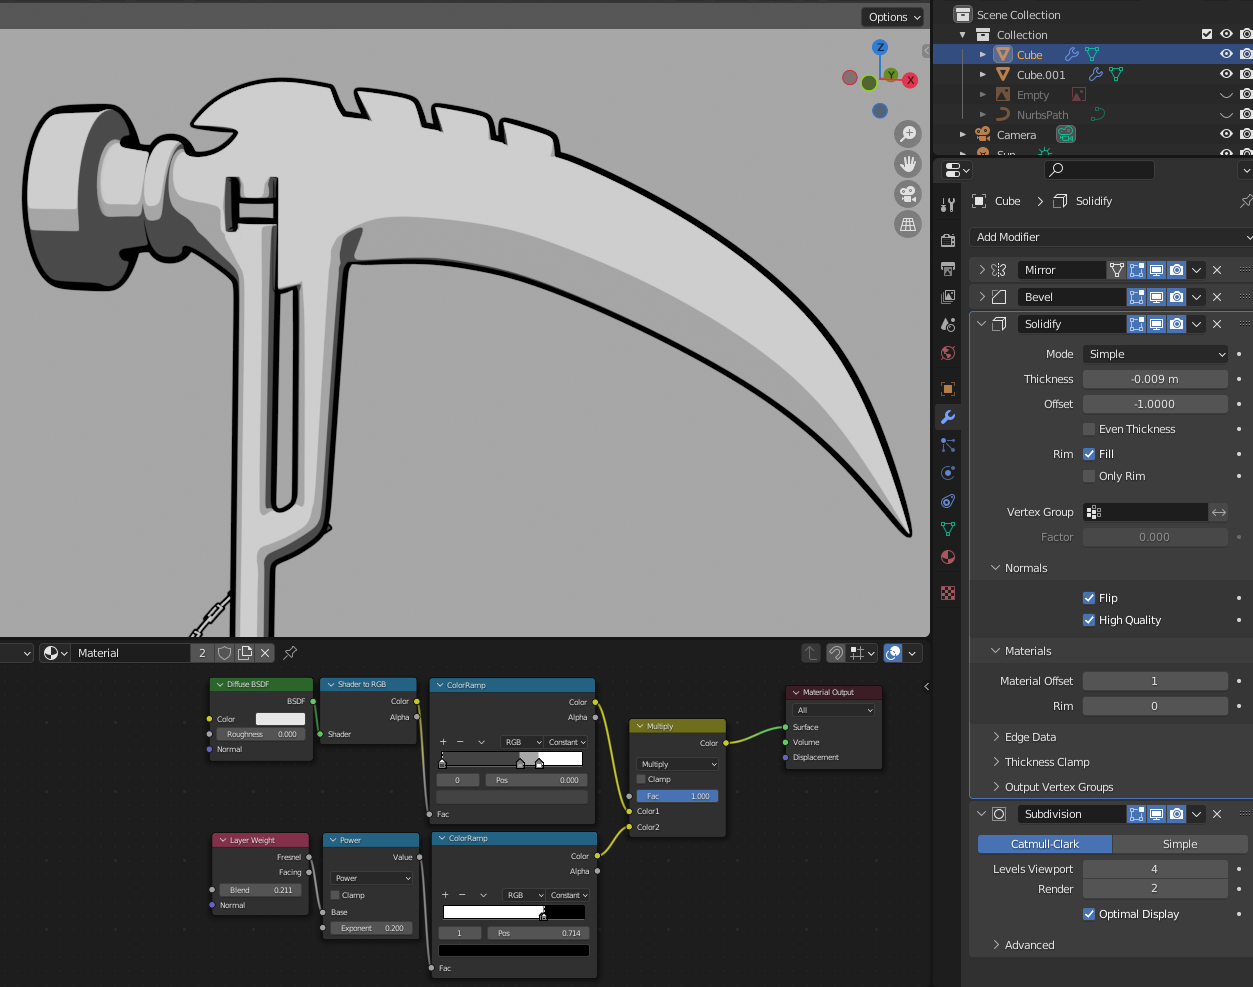 Options
Z
Y
X
Scene Collection
Collection
Cube
Cube.001
Empty
NurbsPath
Camera
Sun
Cube > Solidify
Add Modifier
Mirror
Bevel
Solidify
Mode Simple
Thickness -0.009 m
Offset -1.0000
Even Thickness
Rim Fill
Only Rim
Vertex Group
Factor 0.000
Normals
Flip
High Quality
Materials
Material Offset 1
Rim 0
Edge Data
Thickness Clamp
Output Vertex Groups
Subdivision
Catmull-Clark Simple
Levels Viewport 4
Render 2
Optimal Display
Advanced
Material 2
Diffuse BSDF
BSDF
Color
Roughness 0.000
Normal
Shader to RGB
Color
Alpha
Shader
ColorRamp
Color
Alpha
RGB Constant
0 Pos 0.000
Fac
Multiply
Color
Multiply
Clamp
Fac 1.000
Color1
Color2
Material Output
All
Surface
Volume
Displacement
Layer Weight
Fresnel
Facing
Blend 0.211
Normal
Power
Value
Power
Clamp
Base
Exponent 0.200
ColorRamp
Color
Alpha
RGB Constant
1 Pos 0.714
Fac